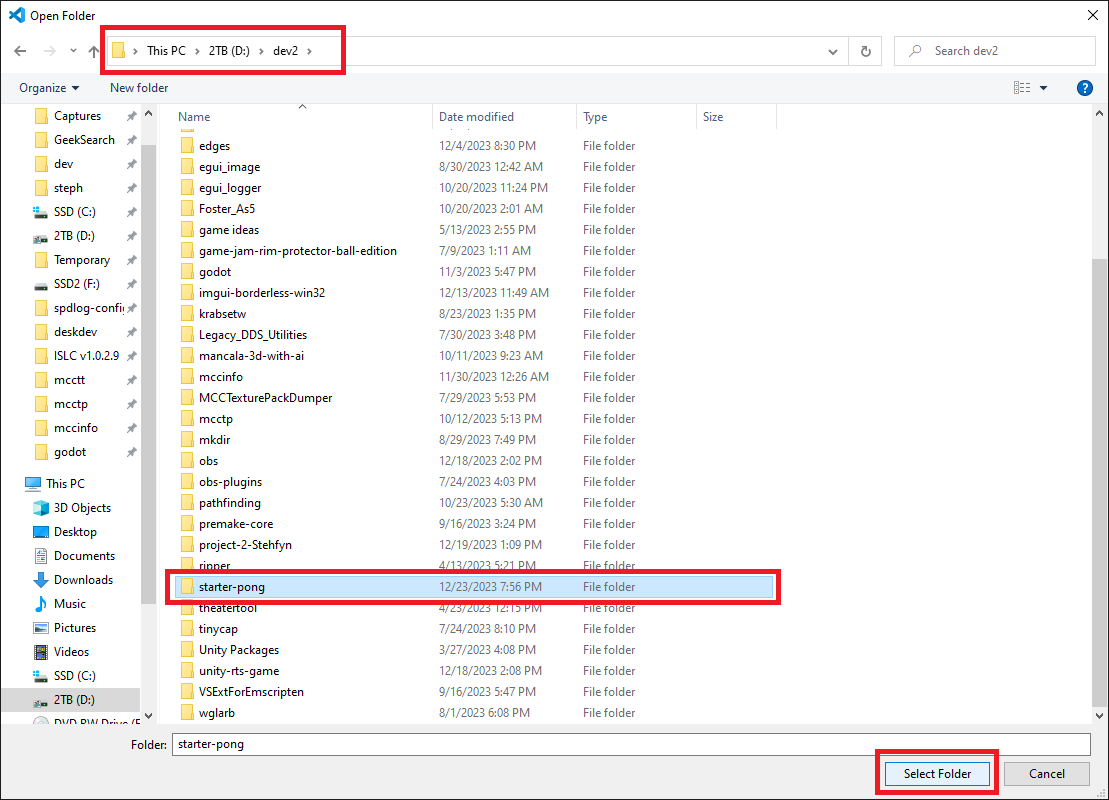 Open Folder
This PC > 2TB (D:) > dev2 >
Search dev2
Organize
New folder
?
Captures
GeekSearch
dev
steph
SSD (C:)
2TB (D:)
Temporary
SSD2 (F:)
spdlog-config
deskdev
ISLC v1.0.2.9
mcctt
mcctp
mccinfo
godot
This PC
3D Objects
Desktop
Documents
Downloads
Music
Pictures
Videos
SSD (C:)
2TB (D:)
DVD RW Drive (E
Name Date modified Type Size
edges 12/4/2023 8:30 PM File folder
egui_image 8/30/2023 12:42 AM File folder
egui_logger 10/20/2023 11:24 PM File folder
Foster_As5 10/20/2023 2:01 AM File folder
game ideas 5/13/2023 2:55 PM File folder
game-jam-rim-protector-ball-edition 7/9/2023 1:11 AM File folder
godot 11/3/2023 5:47 PM File folder
imgui-borderless-win32 12/13/2023 11:49 AM File folder
krabsetw 8/23/2023 1:35 PM File folder
Legacy_DDS_Utilities 7/30/2023 3:48 PM File folder
mancala-3d-with-ai 10/11/2023 9:23 AM File folder
mccinfo 11/30/2023 12:26 AM File folder
MCCTexturePackDumper 7/29/2023 5:53 PM File folder
mcctp 10/12/2023 5:13 PM File folder
mkdir 8/29/2023 7:49 PM File folder
obs 12/18/2023 2:02 PM File folder
obs-plugins 7/24/2023 4:03 PM File folder
pathfinding 10/23/2023 5:30 AM File folder
premake-core 9/16/2023 3:24 PM File folder
project-2-Stehfyn 12/19/2023 1:09 PM File folder
ripper 4/13/2023 5:21 PM File folder
starter-pong 12/23/2023 7:56 PM File folder
theatertool 4/23/2023 12:15 PM File folder
tinycap 7/24/2023 8:10 PM File folder
Unity Packages 3/27/2023 4:08 PM File folder
unity-rts-game 12/18/2023 2:08 PM File folder
VSExtForEmscripten 9/16/2023 5:47 PM File folder
wglarb 8/1/2023 6:08 PM File folder
Folder: starter-pong
Select Folder Cancel